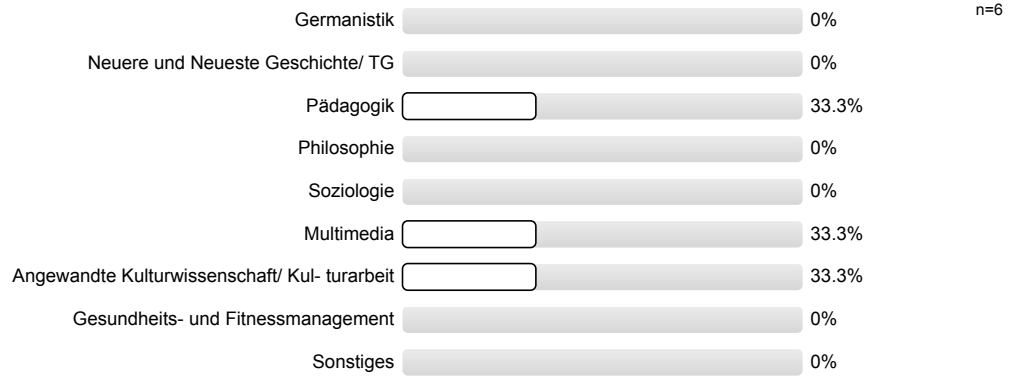 Germanistik 0% n=6
Neuere und Neueste Geschichte/ TG 0%
Pädagogik 33.3%
Philosophie 0%
Soziologie 0%
Multimedia 33.3%
Angewandte Kulturwissenschaft/ Kul- turarbeit 33.3%
Gesundheits- und Fitnessmanagement 0%
Sonstiges 0%